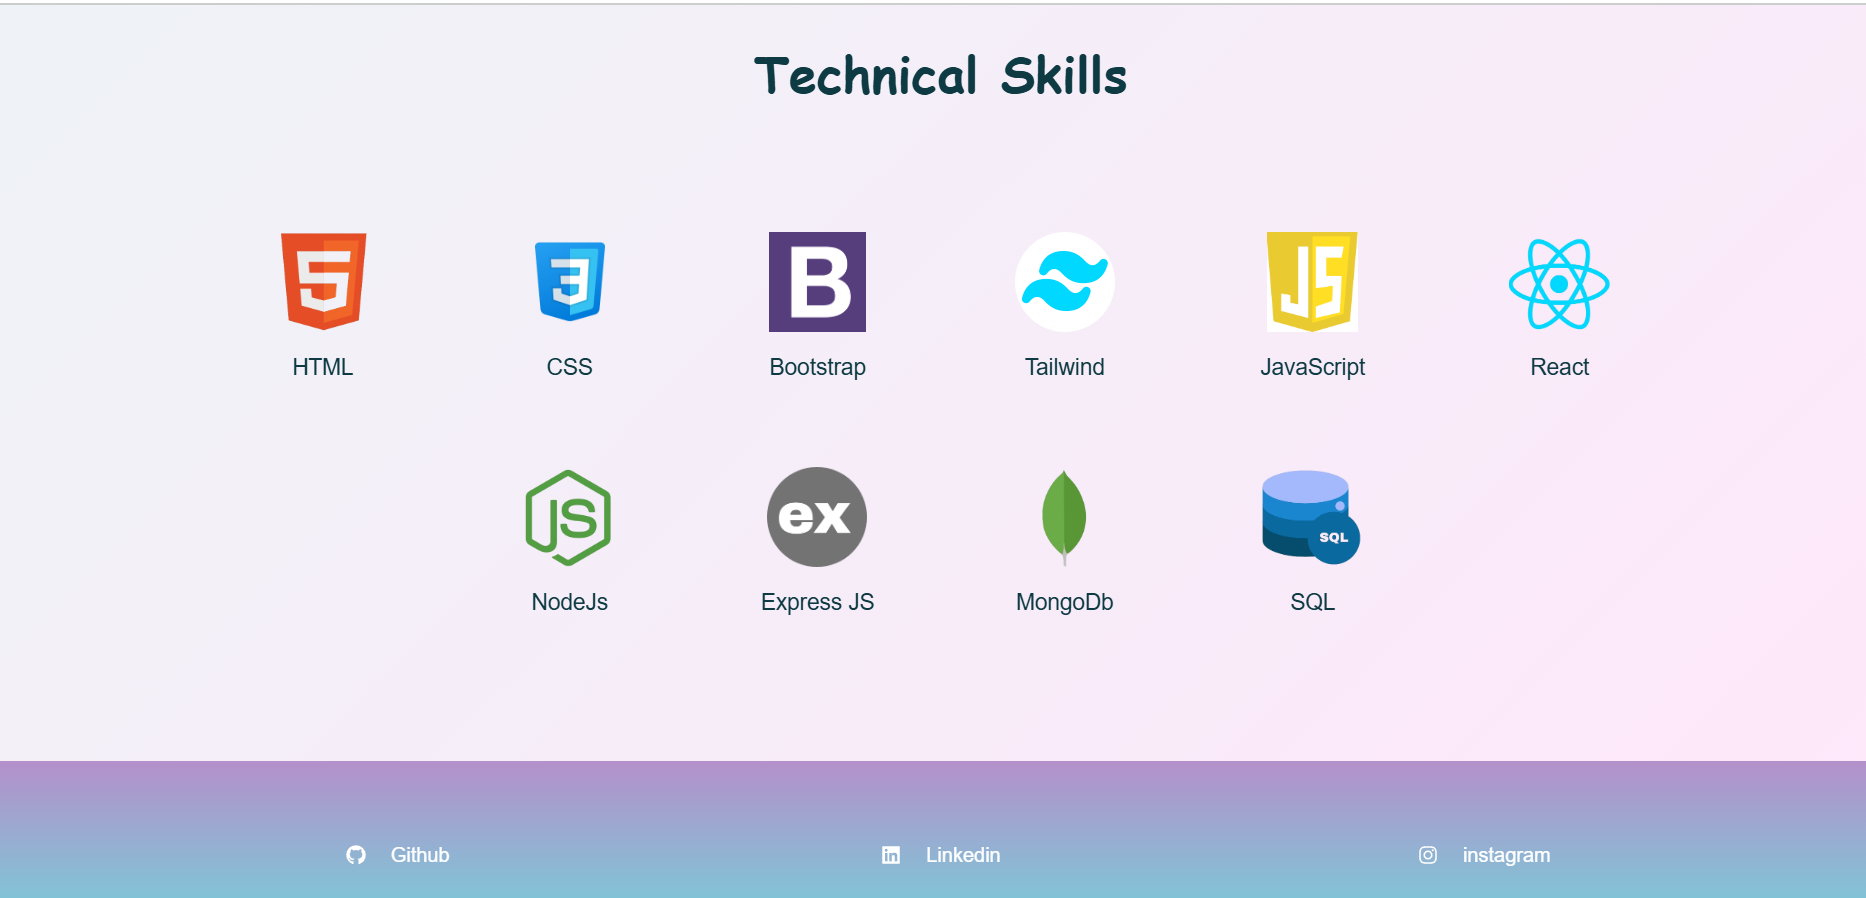 Technical Skills
5
3
B
JS
HTML
CSS
Bootstrap
Tailwind
JavaScript
React
JS
ex
SQL
NodeJs
Express JS
MongoDb
SQL
Github
in
Linkedin
instagram